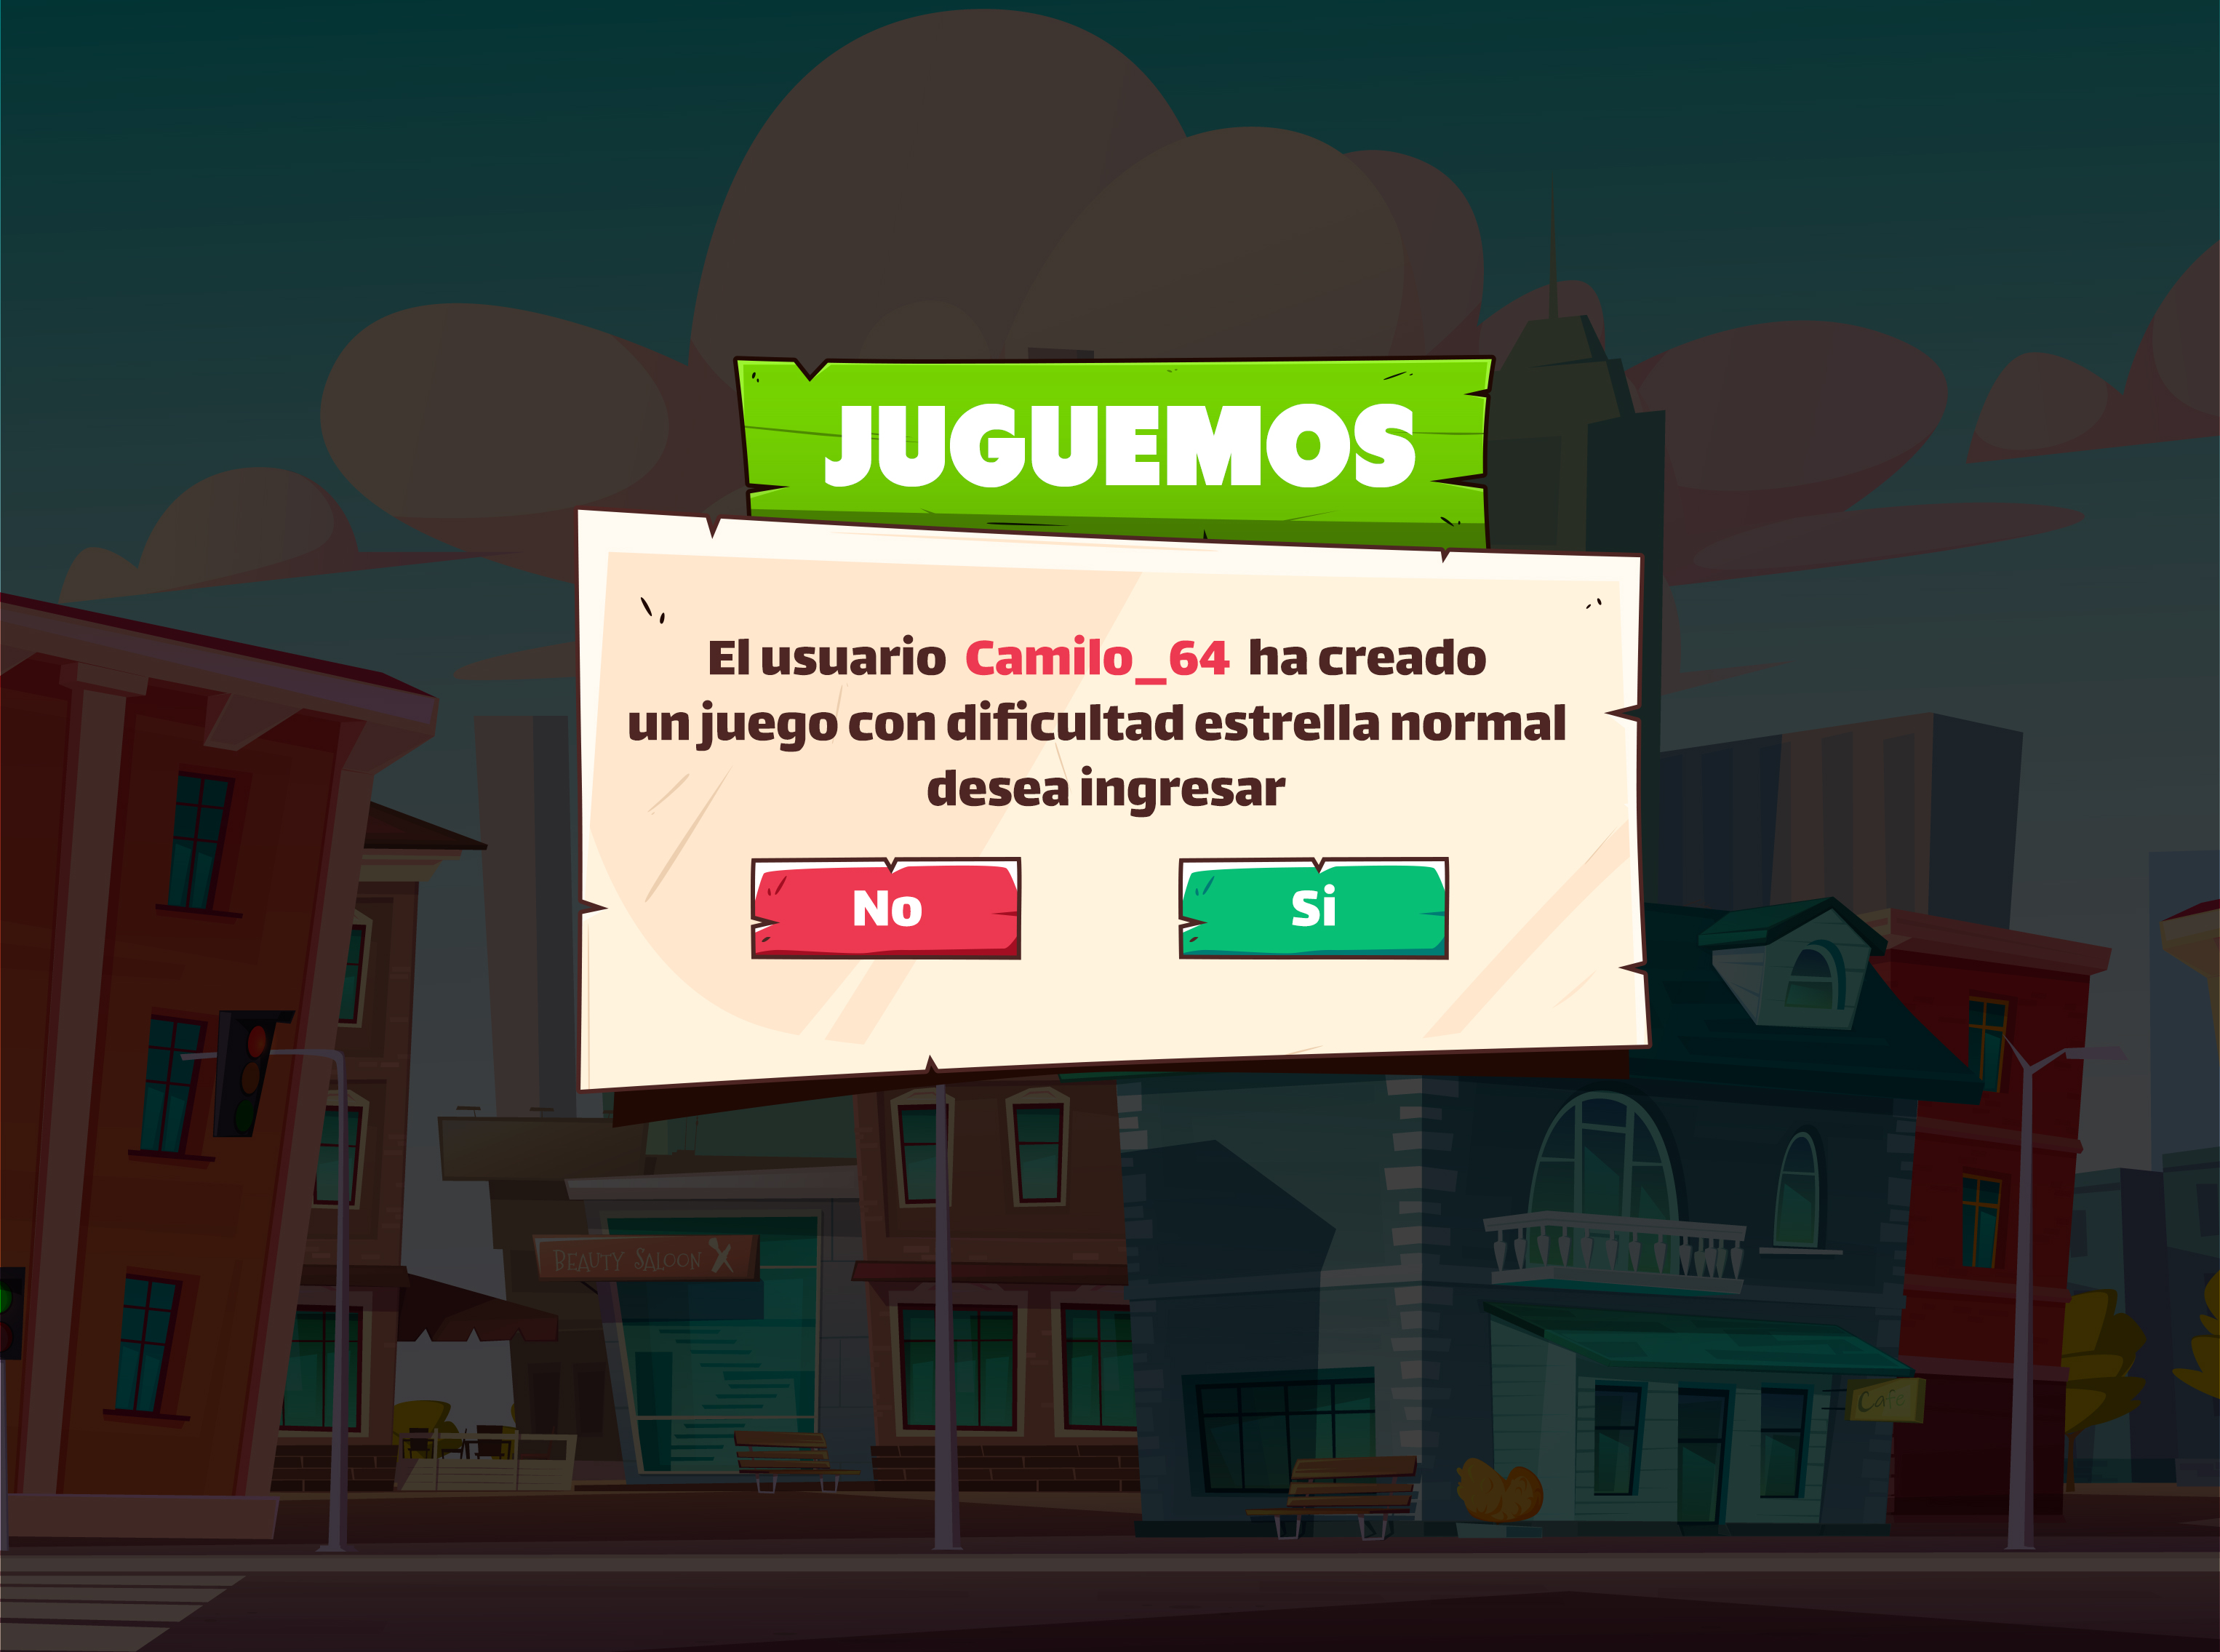 JUGUEMOS
El usuario Camilo_64 ha creado
un juego con dificultad estrella normal
desea ingresar
No
Si
BEAUTY SALOON
Cafe